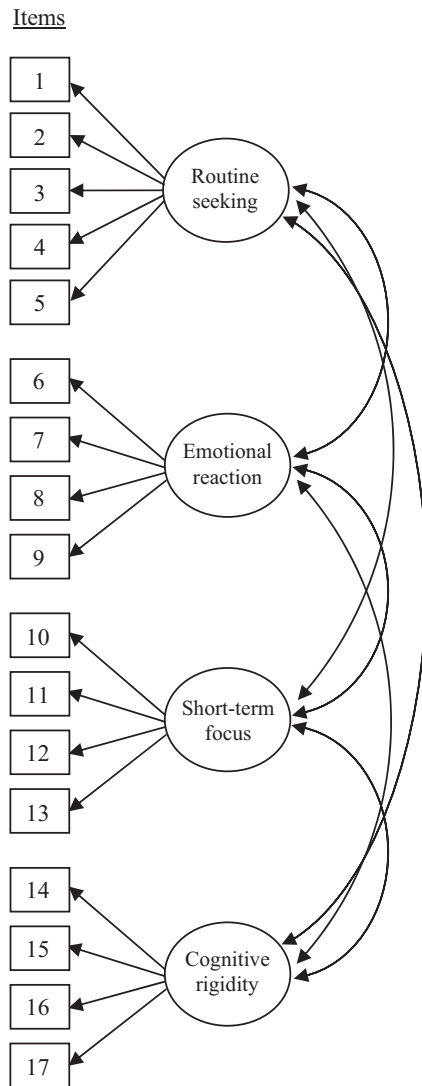 Items
1
2
3
4
5
Routine
seeking
6
7
8
9
Emotional
reaction
10
11
12
13
Short-term
focus
14
15
16
17
Cognitive
rigidity